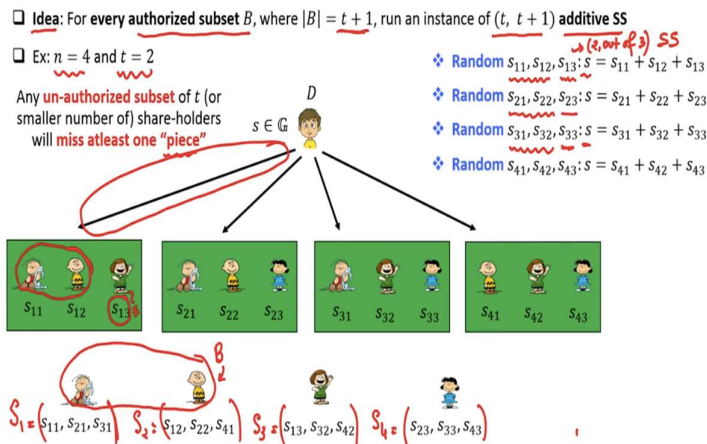 ❑ Idea: For every authorized subset B, where |B| = t + 1, run an instance of (t, t + 1) additive SS
→ (2, out of 3) SS
❑ Ex: n = 4 and t = 2
❖ Random s₁₁, s₁₂, s₁₃: s = s₁₁ + s₁₂ + s₁₃
❖ Random s₂₁, s₂₂, s₂₃: s = s₂₁ + s₂₂ + s₂₃
❖ Random s₃₁, s₃₂, s₃₃: s = s₃₁ + s₃₂ + s₃₃
❖ Random s₄₁, s₄₂, s₄₃: s = s₄₁ + s₄₂ + s₄₃
Any un-authorized subset of t (or
smaller number of) share-holders
will miss atleast one "piece"
D
s ∈ 𝔾
s₁₁ s₁₂ s₁₃
s₂₁ s₂₂ s₂₃
s₃₁ s₃₂ s₃₃
s₄₁ s₄₂ s₄₃
B
S₁ = (s₁₁, s₂₁, s₃₁) S₂ = (s₁₂, s₂₂, s₄₁) S₃ = (s₁₃, s₃₂, s₄₂) S₄ = (s₂₃, s₃₃, s₄₃)